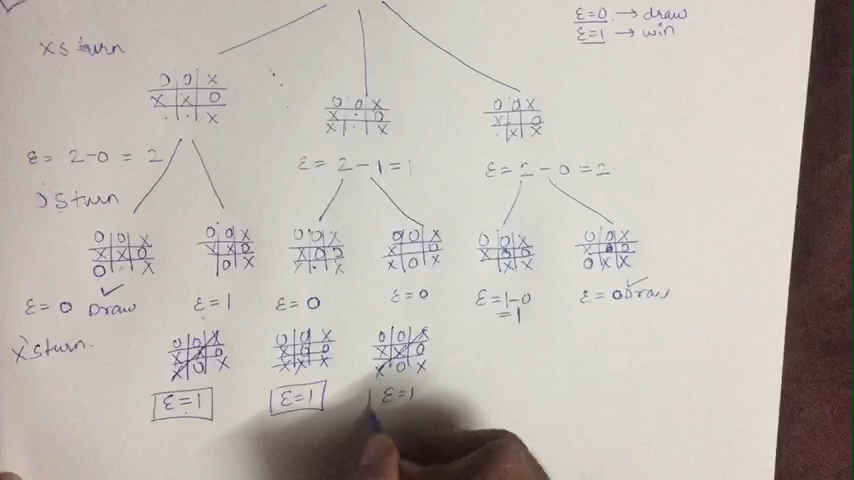 ε=0 → draw
ε=1 → win
X's turn
O O X
X X O
. . X
O O X
X . O
X . X
O O X
X . O
. X X
ε = 2-0 = 2
ε = 2-1 = 1
ε = 2-0 = 2
turn
O O X
X X O
O X
O O X
X O
O X
O O X
X O O
X . X
O O X
X O
X O X
O O X
X O O
X X
O O X
X O O
O X X
ε = 0 Draw
ε = 1
ε = 0
ε = 0
ε = 1-0
= 1
ε = 0 Draw
X's turn.
O O X
X X O
X O X
O O X
X O O
X X X
O O X
X X O
X O X
ε=1
ε=1
ε=1